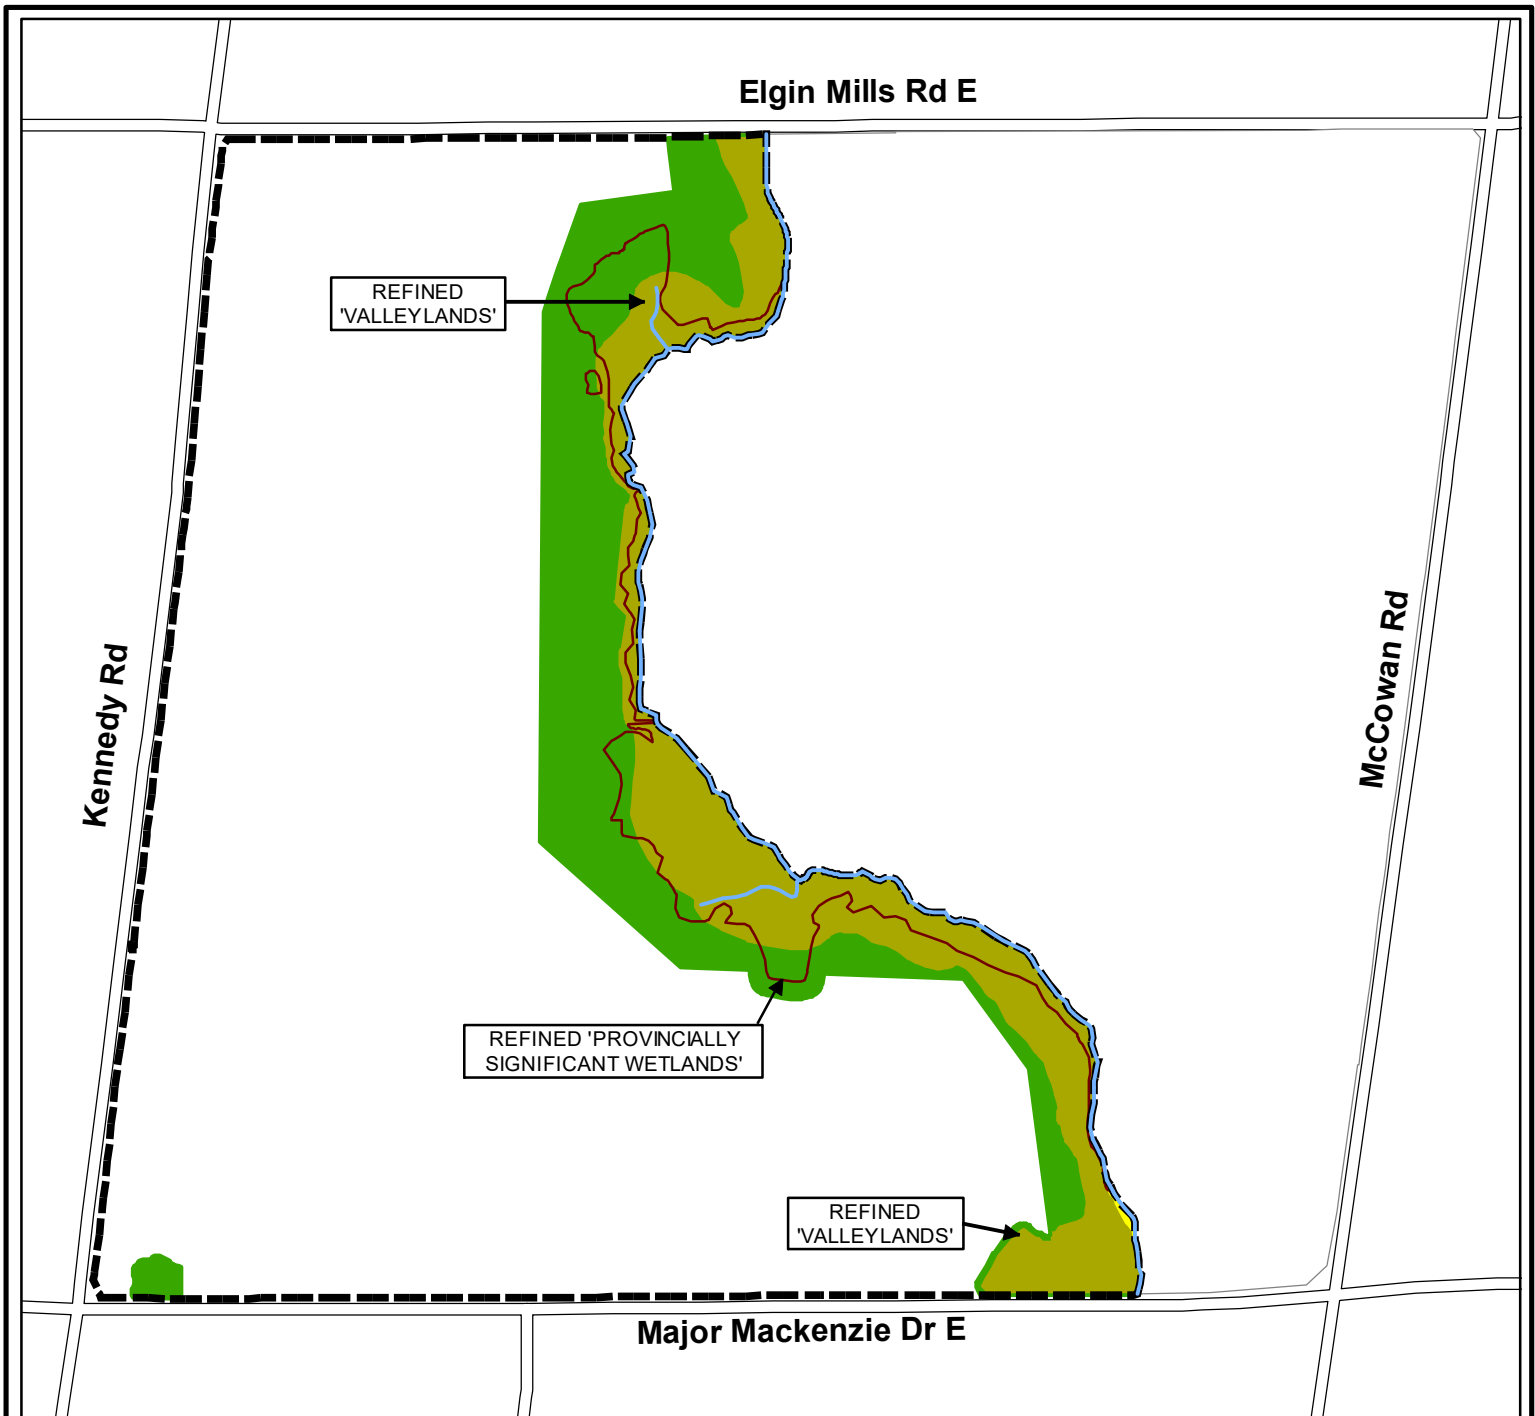 Elgin Mills Rd E
REFINED
'VALLEYLANDS'
Kennedy Rd
McCowan Rd
REFINED 'PROVINCIALLY
SIGNIFICANT WETLANDS'
REFINED
'VALLEYLANDS'
Major Mackenzie Dr E